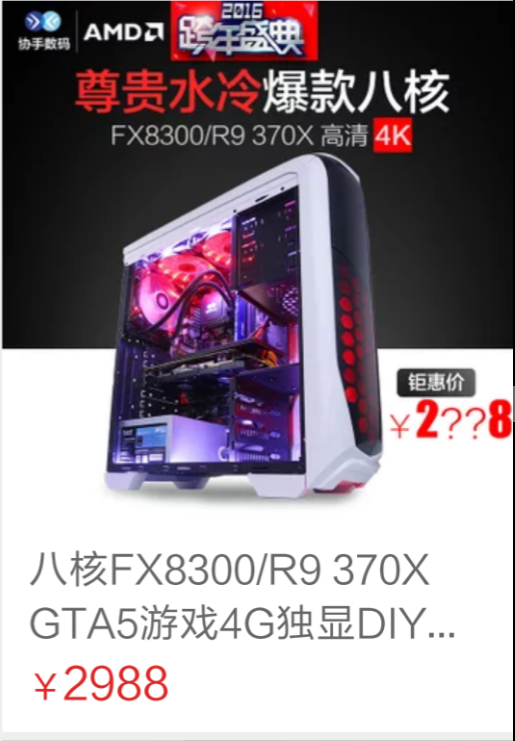 2016
跨年盛典
协手数码
AMD
尊贵水冷爆款八核
FX8300/R9 370X 高清 4K
钜惠价
￥2??8
八核FX8300/R9 370X
GTA5游戏4G独显DIY...
￥2988